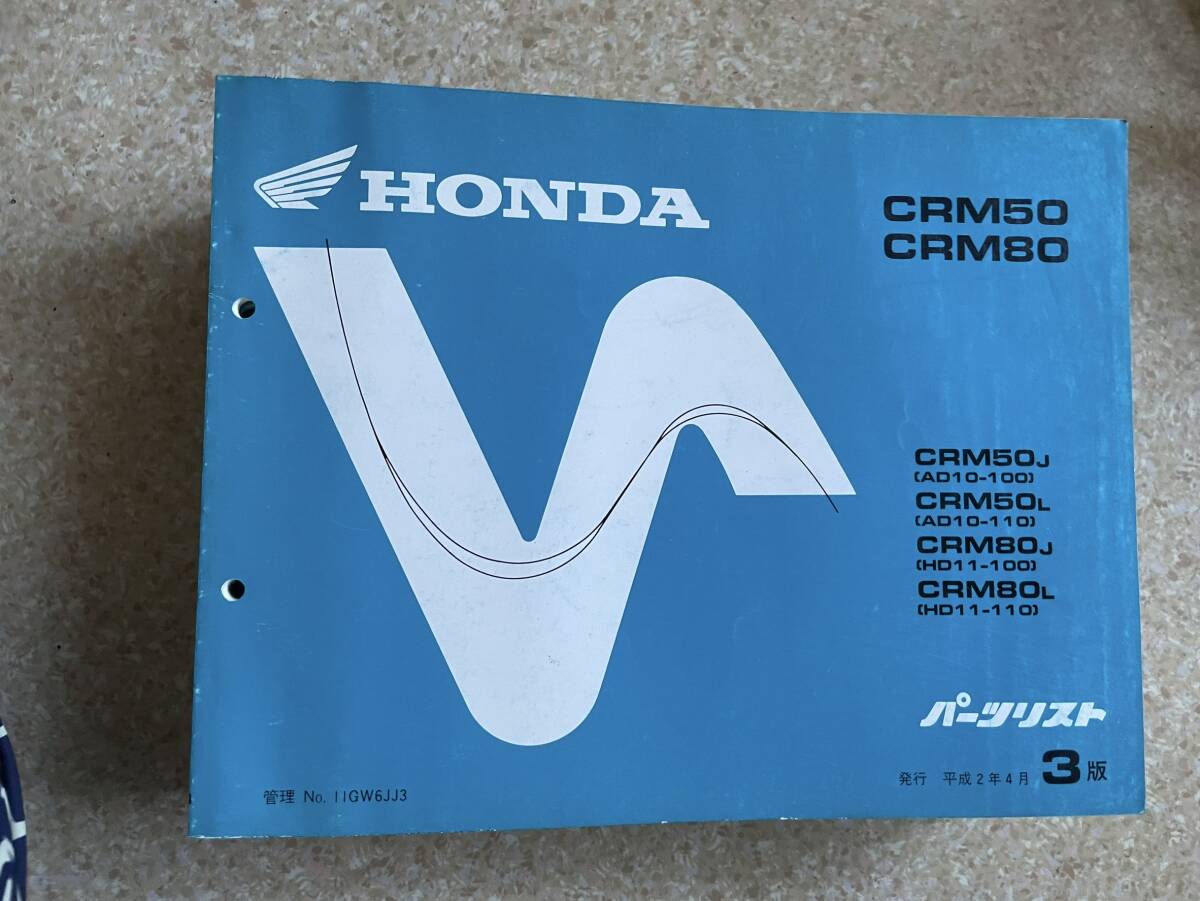 HONDA
CRM50
CRM80
CRM50J
(AD10-100)
CRM50L
(AD10-110)
CRM80J
(HD11-100)
CRM80L
(HD11-110)
パーツリスト
発行 平成2年4月 3版
管理 No. 11GW6JJ3